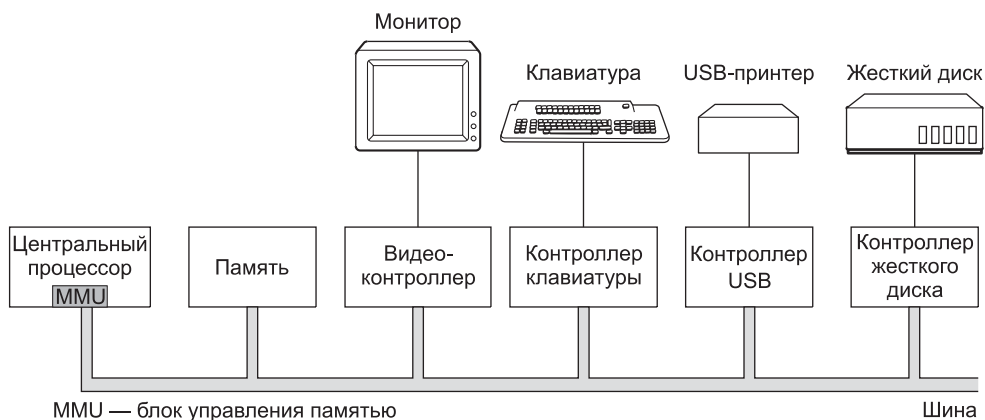 Монитор
Клавиатура
USB-принтер
Жесткий диск
Центральный
процессор
MMU
Память
Видео-
контроллер
Контроллер
клавиатуры
Контроллер
USB
Контроллер
жесткого
диска
MMU — блок управления памятью
Шина